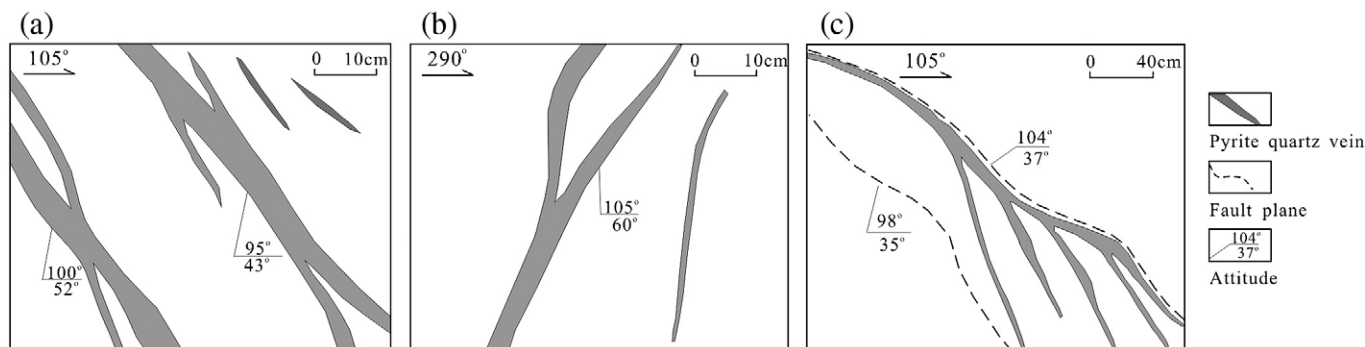 (a)
105°
0 10cm
100°
52°
95°
43°
(b)
290°
0 10cm
105°
60°
(c)
105°
0 40cm
104°
37°
98°
35°
Pyrite quartz vein
Fault plane
104°
37°
Attitude